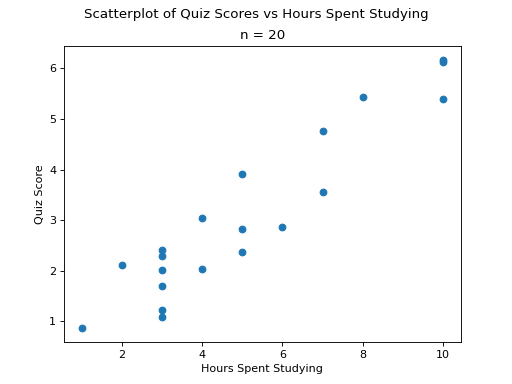 Scatterplot of Quiz Scores vs Hours Spent Studying
n = 20
6
5
4
3
2
1
Quiz Score
2 4 6 8 10
Hours Spent Studying